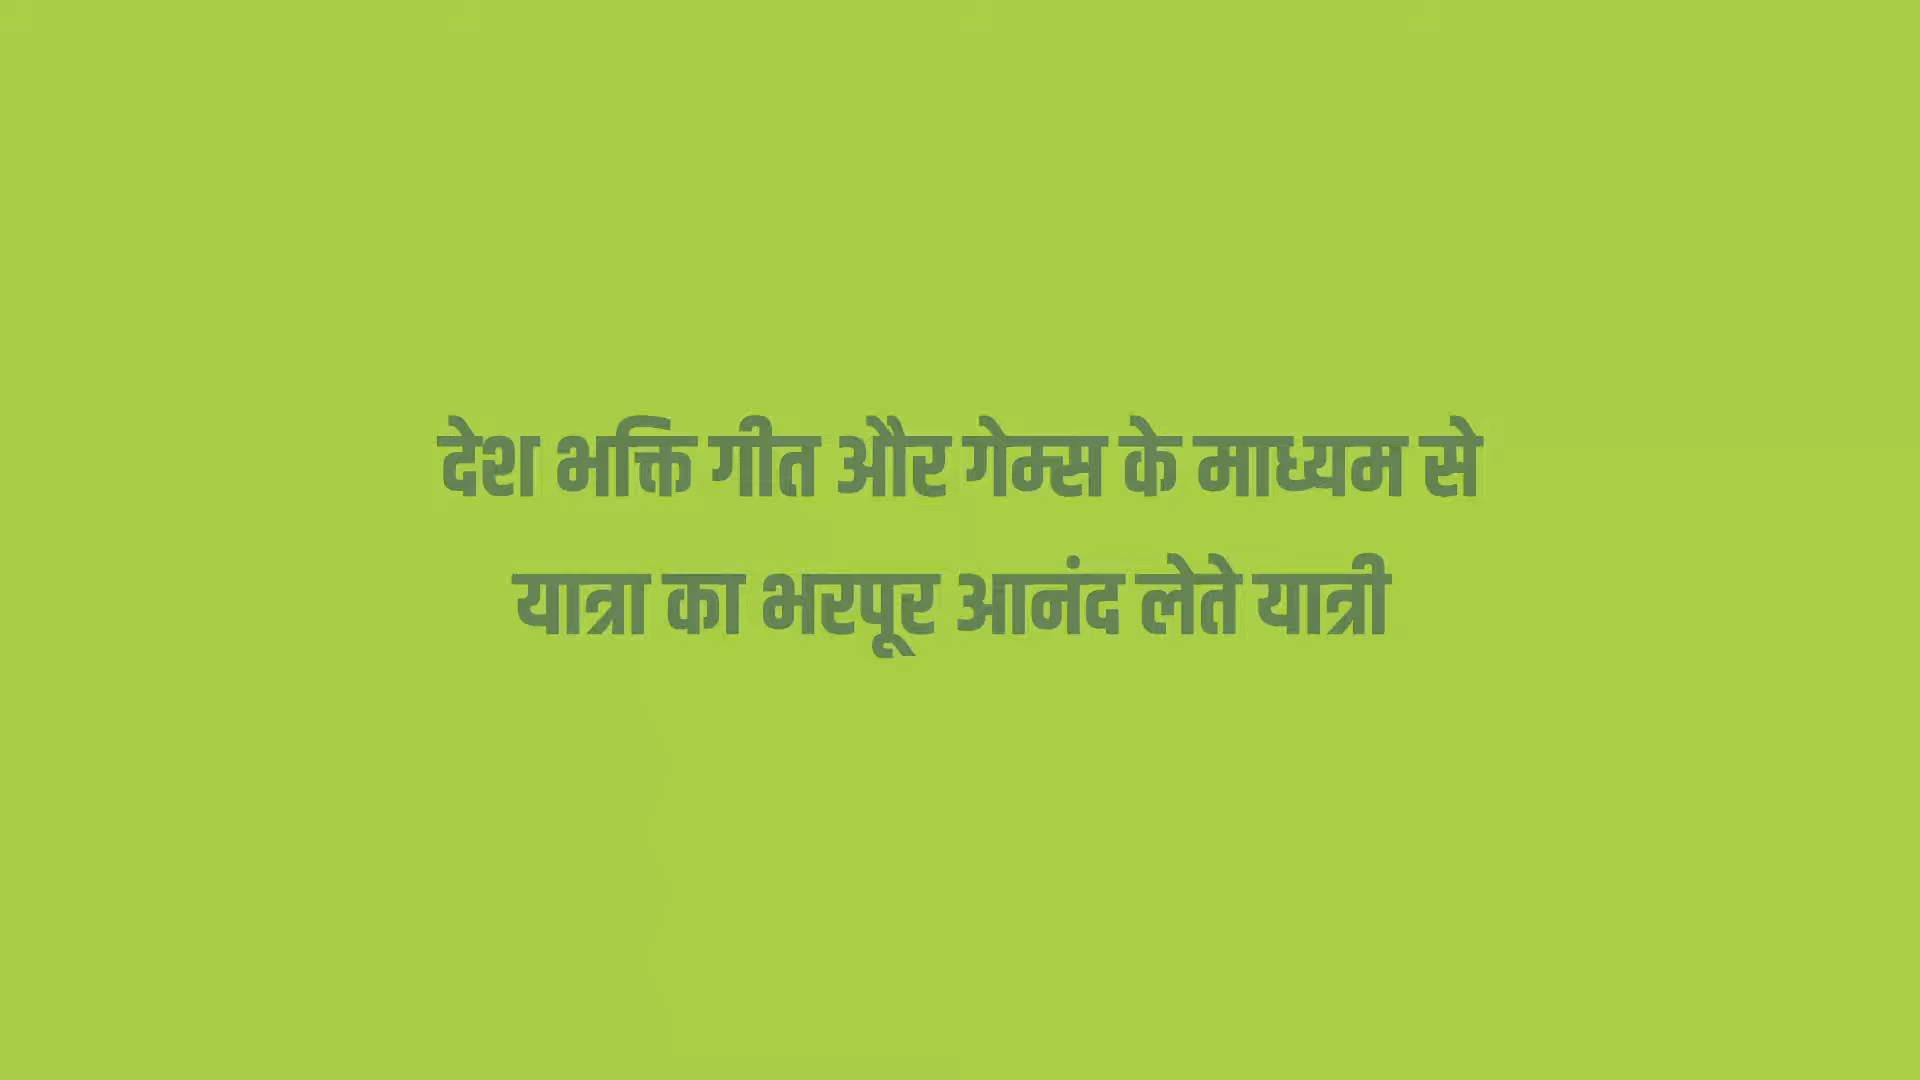 देश भक्ति गीत और गेम्स के माध्यम से
यात्रा का भरपूर आनंद लेते यात्री